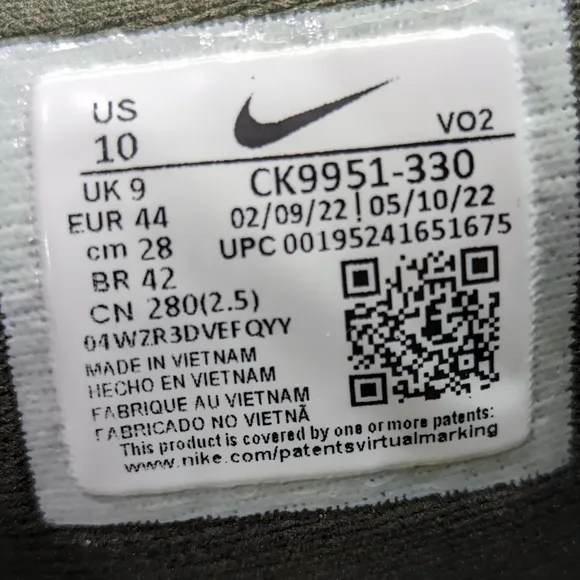 US
10
VO2
UK 9
CK9951-330
EUR 44
02/09/22 | 05/10/22
cm 28
UPC 00195241651675
BR 42
CN 280(2.5)
04WZR3DVEFQYY
MADE IN VIETNAM
HECHO EN VIETNAM
FABRIQUE AU VIETNAM
FABRICADO NO VIETNÃ
This product is covered by one or more patents:
www.nike.com/patentsvirtualmarking